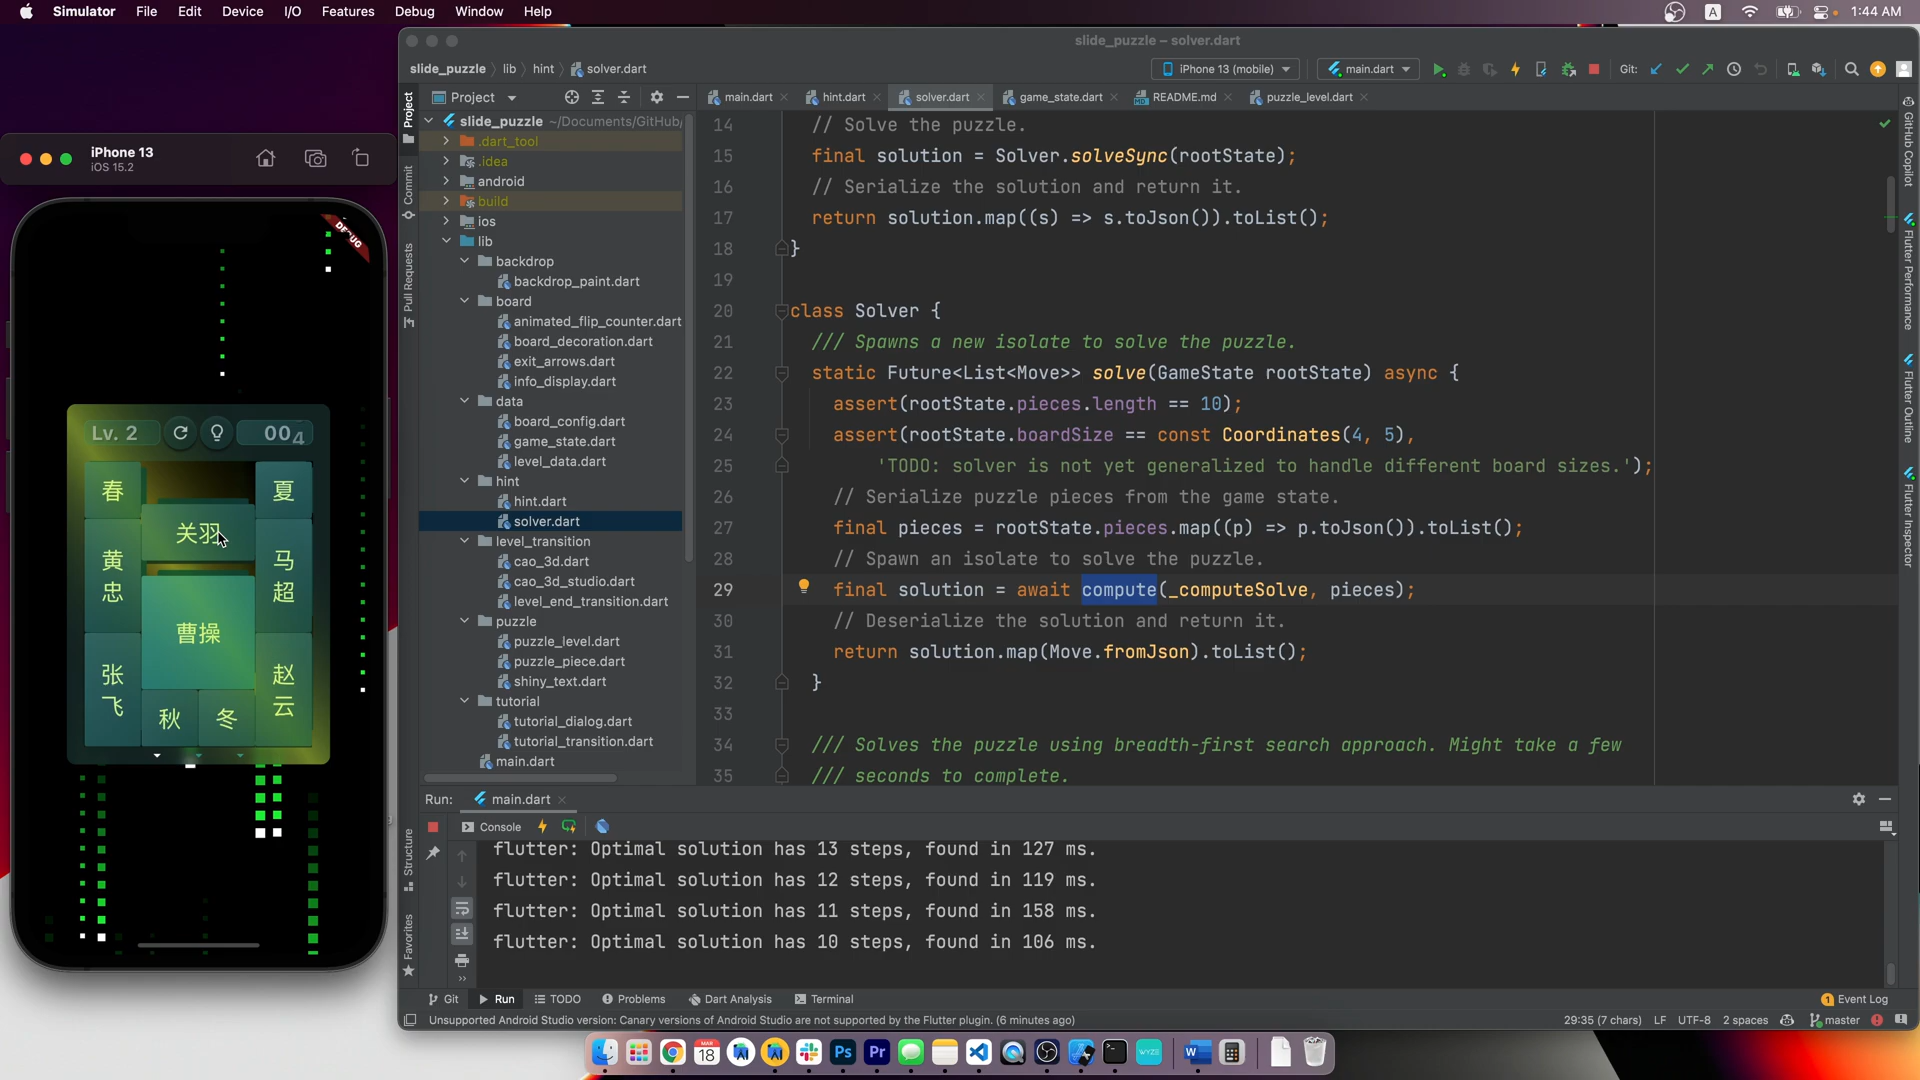 Simulator File Edit Device I/O Features Debug Window Help
A 1:44 AM
slide_puzzle – solver.dart
slide_puzzle lib hint solver.dart
iPhone 13 (mobile) main.dart Git:
Project
main.dart hint.dart solver.dart game_state.dart README.md puzzle_level.dart
iPhone 13
iOS 15.2
DEBUG
Lv. 2
004
春
夏
关羽
黄忠
马超
曹操
张飞
赵云
秋
冬
Project
Commit
Pull Requests
Structure
Favorites
slide_puzzle ~/Documents/GitHub/
.dart_tool
.idea
android
build
ios
lib
backdrop
backdrop_paint.dart
board
animated_flip_counter.dart
board_decoration.dart
exit_arrows.dart
info_display.dart
data
board_config.dart
game_state.dart
level_data.dart
hint
hint.dart
solver.dart
level_transition
cao_3d.dart
cao_3d_studio.dart
level_end_transition.dart
puzzle
puzzle_level.dart
puzzle_piece.dart
shiny_text.dart
tutorial
tutorial_dialog.dart
tutorial_transition.dart
main.dart
14 // Solve the puzzle.
15 final solution = Solver.solveSync(rootState);
16 // Serialize the solution and return it.
17 return solution.map((s) => s.toJson()).toList();
18 }
19
20 class Solver {
21 /// Spawns a new isolate to solve the puzzle.
22 static Future<List<Move>> solve(GameState rootState) async {
23 assert(rootState.pieces.length == 10);
24 assert(rootState.boardSize == const Coordinates(4, 5),
25 'TODO: solver is not yet generalized to handle different board sizes.');
26 // Serialize puzzle pieces from the game state.
27 final pieces = rootState.pieces.map((p) => p.toJson()).toList();
28 // Spawn an isolate to solve the puzzle.
29 final solution = await compute(_computeSolve, pieces);
30 // Deserialize the solution and return it.
31 return solution.map(Move.fromJson).toList();
32 }
33
34 /// Solves the puzzle using breadth-first search approach. Might take a few
35 /// seconds to complete.
GitHub Copilot
Flutter Performance
Flutter Outline
Flutter Inspector
Run: main.dart
Console
flutter: Optimal solution has 13 steps, found in 127 ms.
flutter: Optimal solution has 12 steps, found in 119 ms.
flutter: Optimal solution has 11 steps, found in 158 ms.
flutter: Optimal solution has 10 steps, found in 106 ms.
Git Run TODO Problems Dart Analysis Terminal 1 Event Log
Unsupported Android Studio version: Canary versions of Android Studio are not supported by the Flutter plugin. (6 minutes ago) 29:35 (7 chars) LF UTF-8 2 spaces master
MAR 18 Ps Pr WYZE W